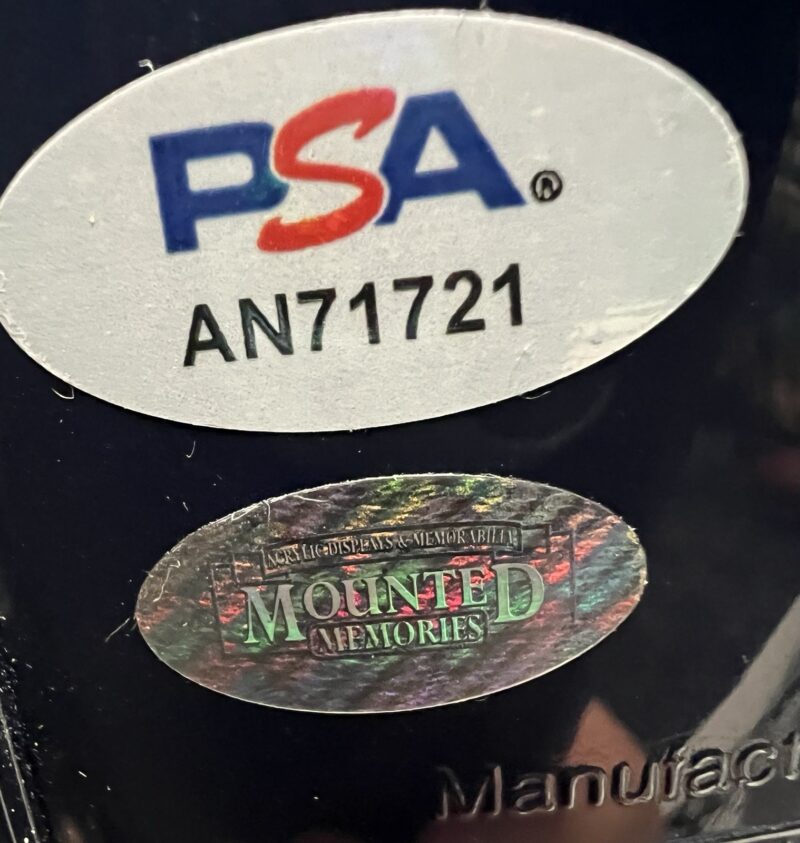 PSA®
AN71721
ACRYLIC DISPLAYS & MEMORABILIA
MOUNTED
MEMORIES
Manufact